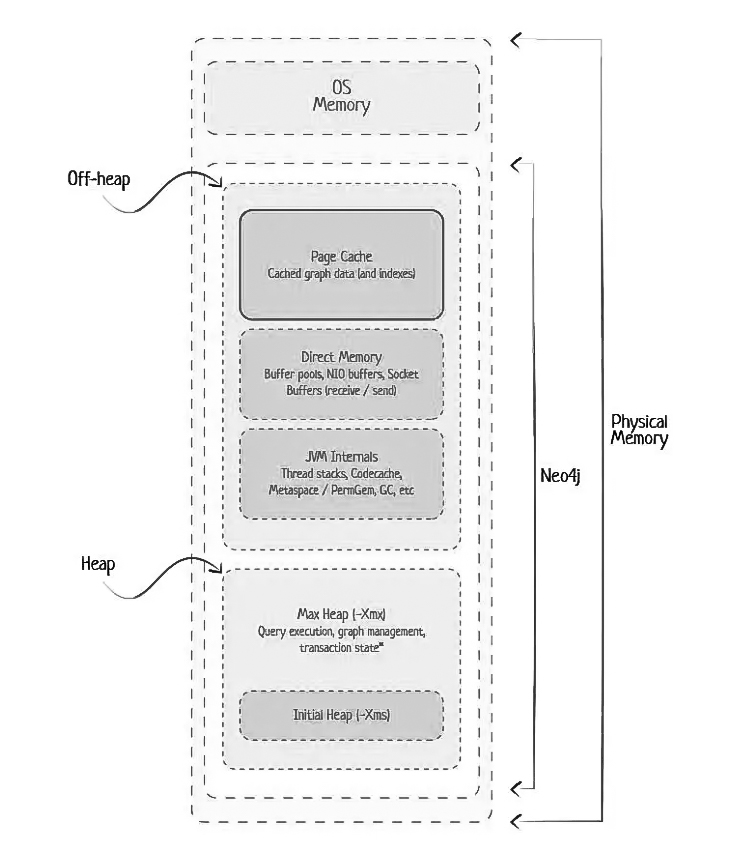 OS
Memory
Off-heap
Page Cache
Cached graph data (and indexes)
Direct Memory
Buffer pools, NIO buffers, Socket
Buffers (receive / send)
JVM Internals
Thread stacks, Codecache,
Metaspace / PermGem, GC, etc
Heap
Max Heap (-Xmx)
Query execution, graph management,
transaction state*
Initial Heap (-Xms)
Neo4j
Physical
Memory